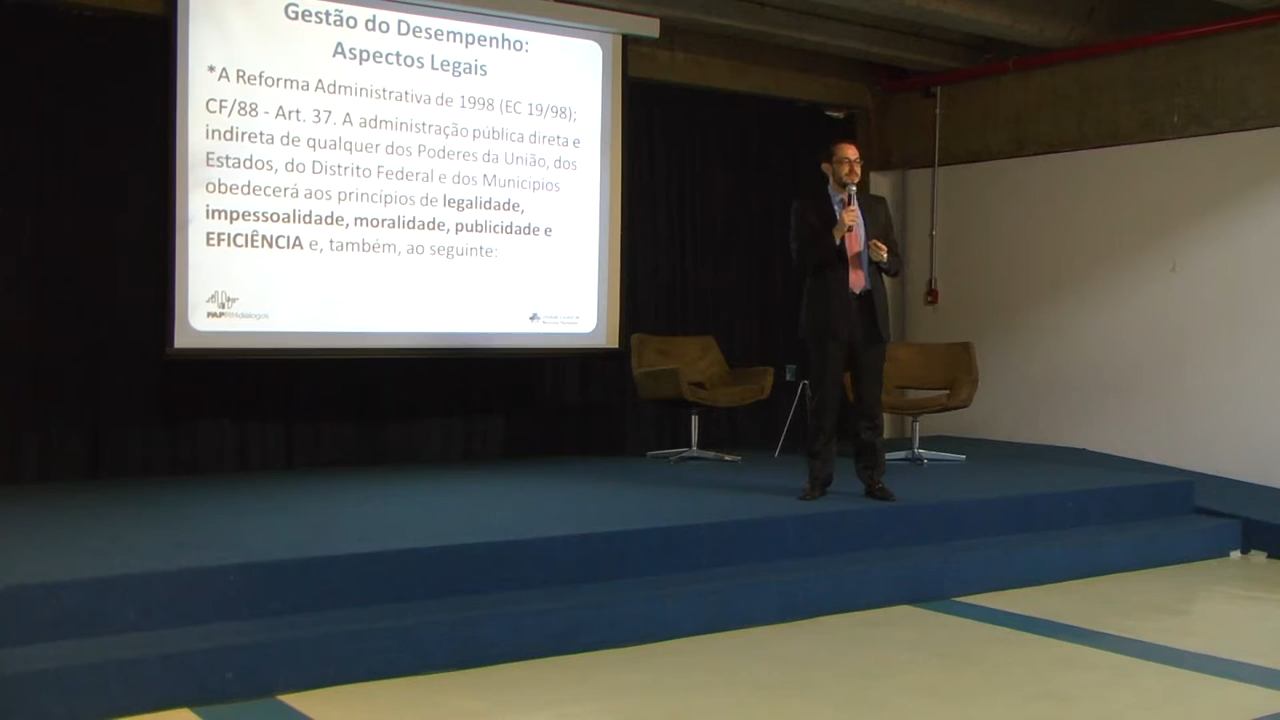 Gestão do Desempenho:
Aspectos Legais
*A Reforma Administrativa de 1998 (EC 19/98);
CF/88 - Art. 37. A administração pública direta e
indireta de qualquer dos Poderes da União, dos
Estados, do Distrito Federal e dos Municípios
obedecerá aos princípios de legalidade,
impessoalidade, moralidade, publicidade e
EFICIÊNCIA e, também, ao seguinte: